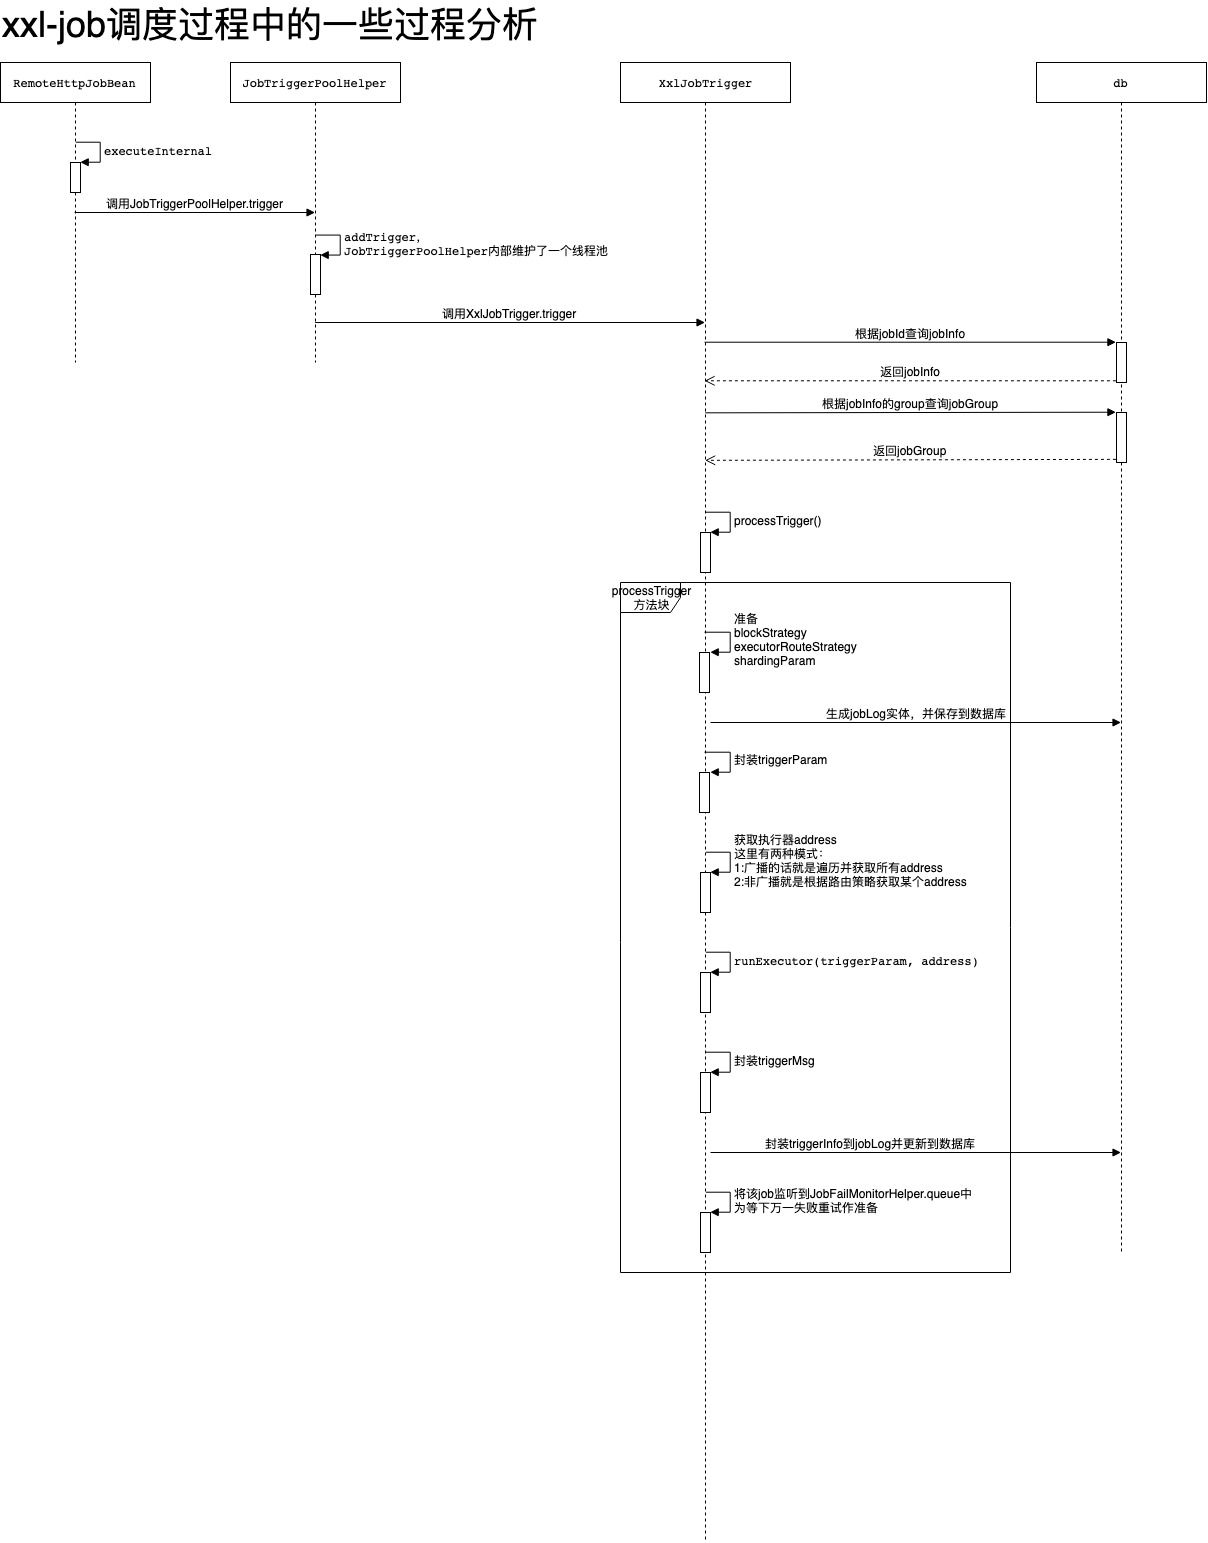 xxl-job调度过程中的一些过程分析
RemoteHttpJobBean
JobTriggerPoolHelper
XxlJobTrigger
db
executeInternal
调用JobTriggerPoolHelper.trigger
addTrigger，
JobTriggerPoolHelper内部维护了一个线程池
调用XxlJobTrigger.trigger
根据jobId查询jobInfo
返回jobInfo
根据jobInfo的group查询jobGroup
返回jobGroup
processTrigger()
processTrigger
方法块
准备
blockStrategy
executorRouteStrategy
shardingParam
生成jobLog实体，并保存到数据库
封装triggerParam
获取执行器address
这里有两种模式：
1:广播的话就是遍历并获取所有address
2:非广播就是根据路由策略获取某个address
runExecutor(triggerParam, address)
封装triggerMsg
封装triggerInfo到jobLog并更新到数据库
将该job监听到JobFailMonitorHelper.queue中
为等下万一失败重试作准备